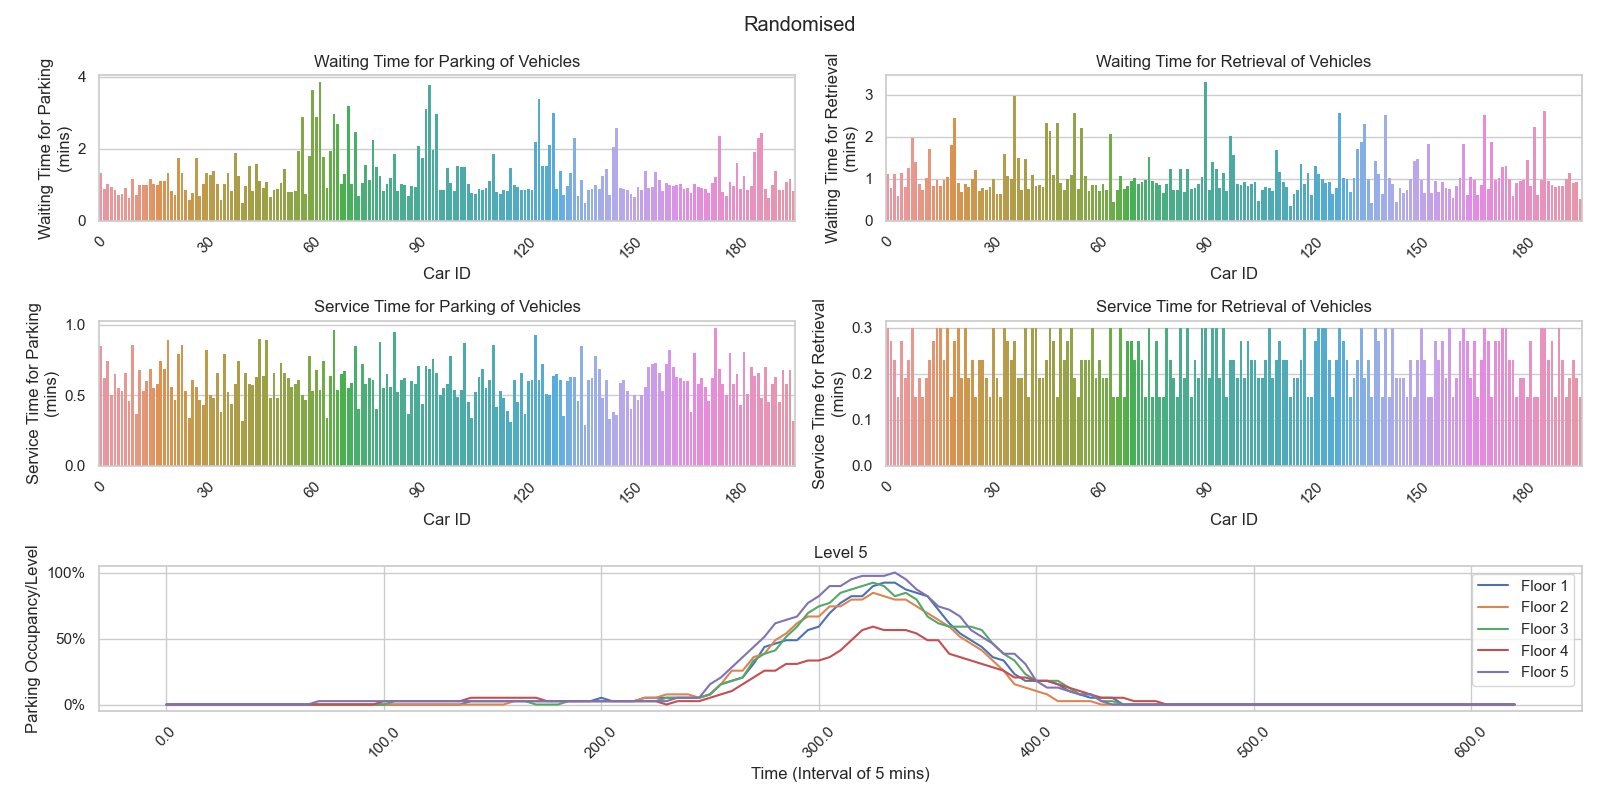 Randomised
Waiting Time for Parking of Vehicles
Waiting Time for Parking
(mins)
4
2
0
0
30
60
90
120
150
180
Car ID
Waiting Time for Retrieval of Vehicles
Waiting Time for Retrieval
(mins)
3
2
1
0
0
30
60
90
120
150
180
Car ID
Service Time for Parking of Vehicles
Service Time for Parking
(mins)
1.0
0.5
0.0
0
30
60
90
120
150
180
Car ID
Service Time for Retrieval of Vehicles
Service Time for Retrieval
(mins)
0.3
0.2
0.1
0.0
0
30
60
90
120
150
180
Car ID
Level 5
Parking Occupancy/Level
100%
50%
0%
0.0
100.0
200.0
300.0
400.0
500.0
600.0
Time (Interval of 5 mins)
Floor 1
Floor 2
Floor 3
Floor 4
Floor 5